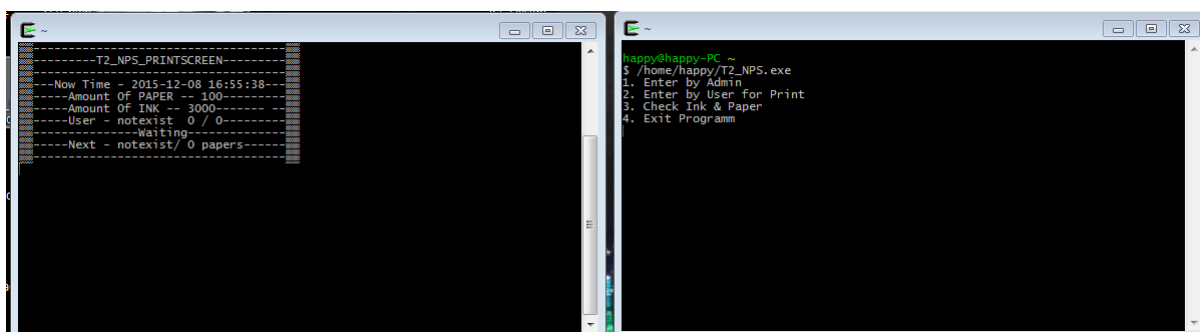 ~
-------------------------------------
---------T2_NPS_PRINTSCREEN---------
-------------------------------------
---Now Time - 2015-12-08 16:55:38---
-----Amount Of PAPER -- 100---------
-----Amount Of INK -- 3000------- --
-----User - notexist  0 / 0---------
---------------Waiting--------------
-----Next - notexist/ 0 papers------
-------------------------------------
~
happy@happy-PC ~
$ /home/happy/T2_NPS.exe
1. Enter by Admin
2. Enter by User for Print
3. Check Ink & Paper
4. Exit Programm